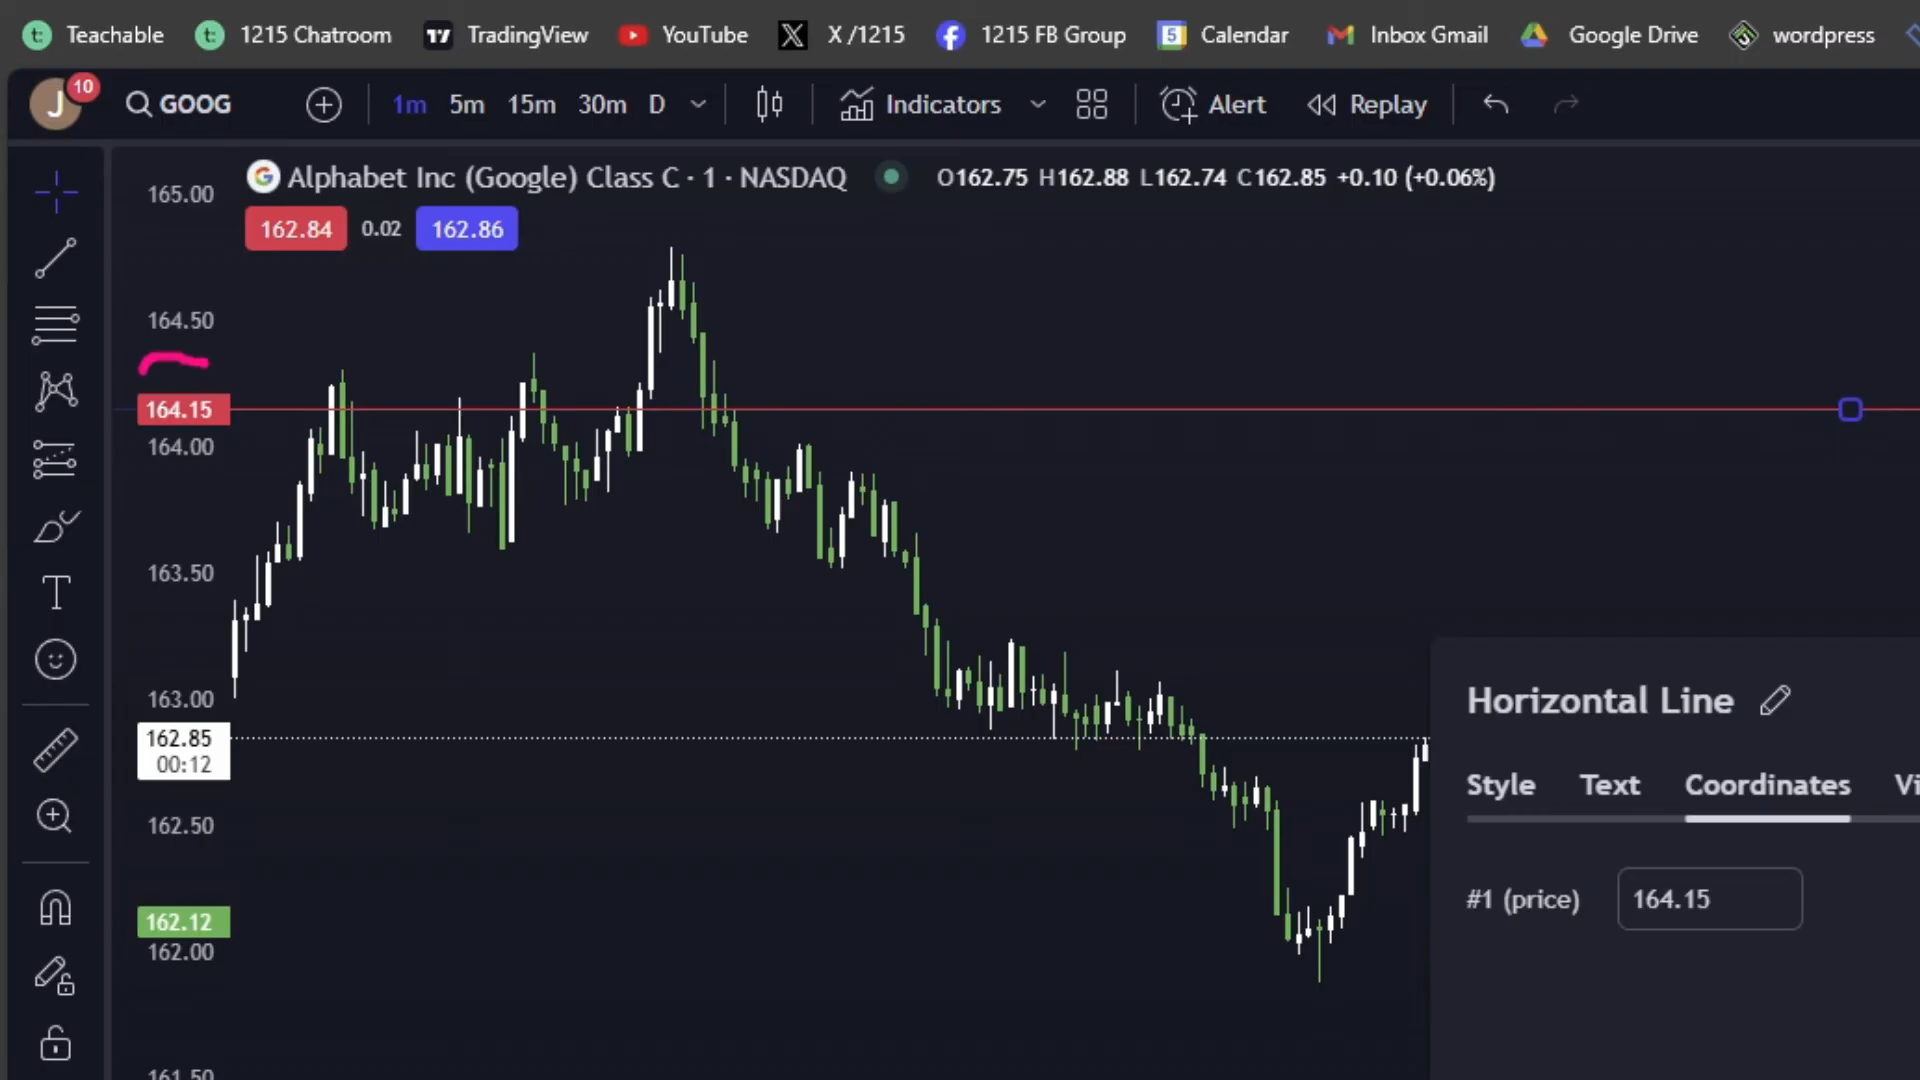 Teachable 1215 Chatroom TradingView YouTube X /1215 1215 FB Group 5 Calendar Inbox Gmail Google Drive wordpress
J 10 GOOG 1m 5m 15m 30m D Indicators Alert Replay
Alphabet Inc (Google) Class C · 1 · NASDAQ O162.75 H162.88 L162.74 C162.85 +0.10 (+0.06%)
162.84 0.02 162.86
165.00
164.50
164.15
164.00
163.50
163.00
162.85
00:12
162.50
162.12
162.00
161.50
Horizontal Line
Style Text Coordinates Vi
#1 (price) 164.15